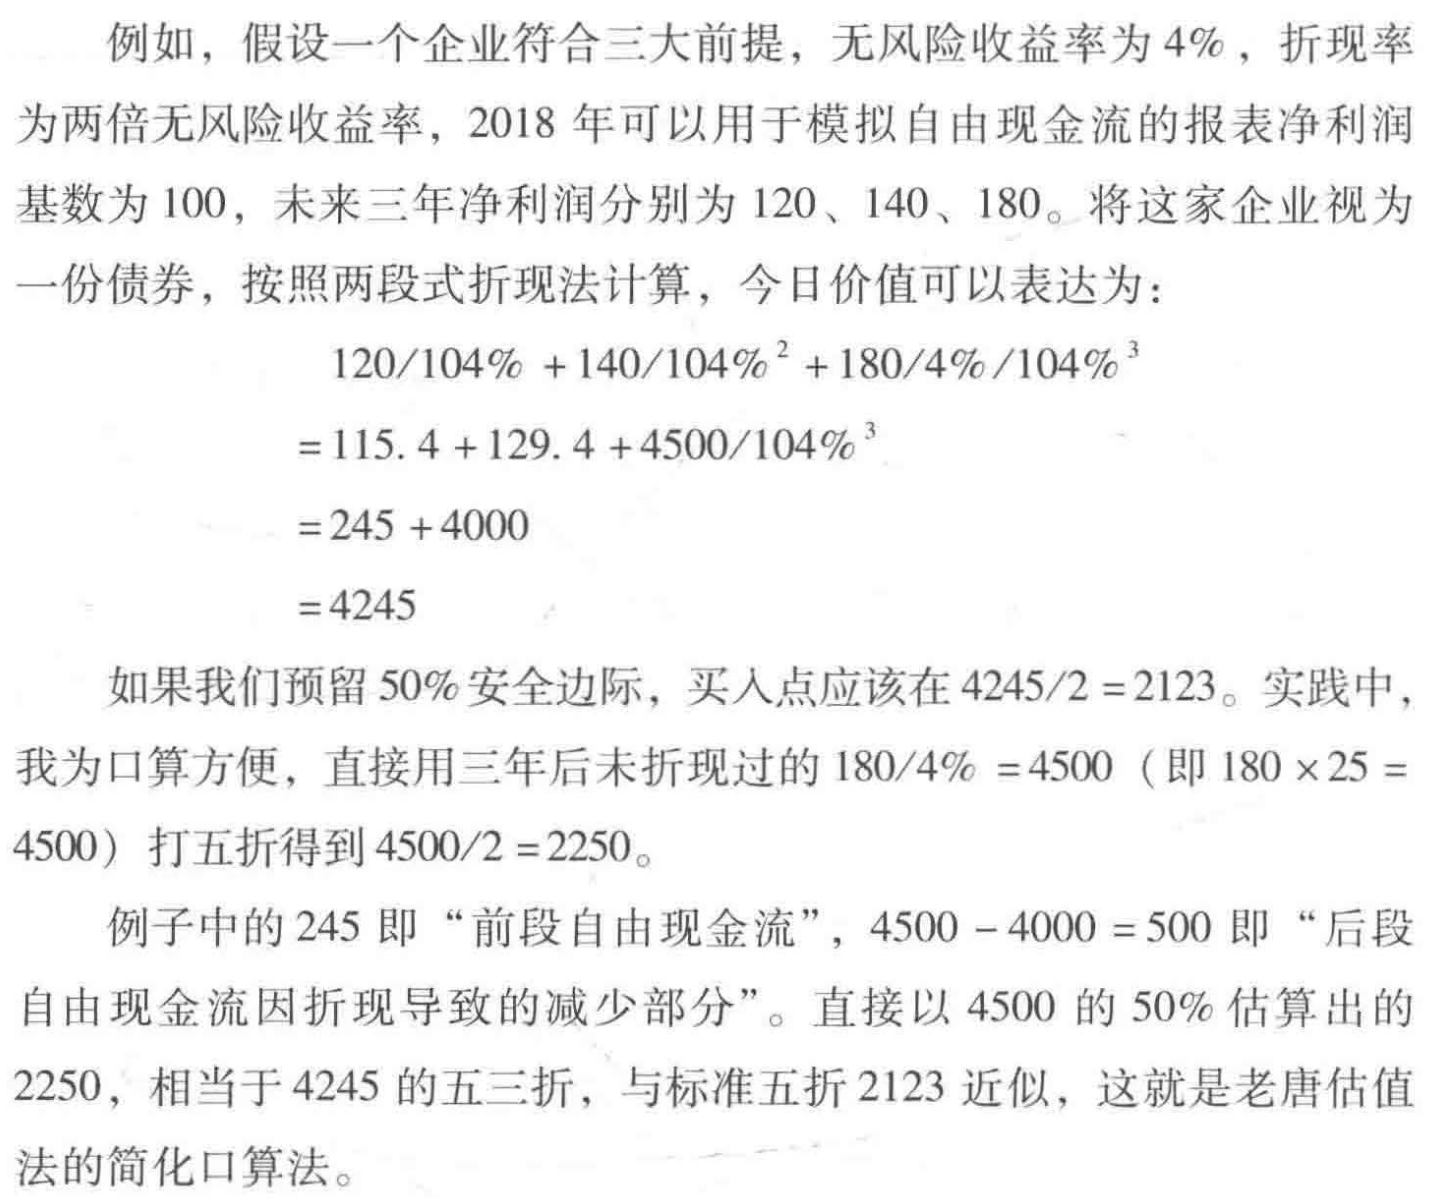 例如，假设一个企业符合三大前提，无风险收益率为4%，折现率
为两倍无风险收益率，2018 年可以用于模拟自由现金流的报表净利润
基数为 100，未来三年净利润分别为 120、140、180。将这家企业视为
一份债券，按照两段式折现法计算，今日价值可以表达为：
120/104% + 140/104%² + 180/4%/104%³
= 115.4 + 129.4 + 4500/104%³
= 245 + 4000
= 4245
如果我们预留 50% 安全边际，买入点应该在 4245/2 = 2123。实践中，
我为口算方便，直接用三年后未折现过的 180/4% = 4500（即 180 × 25 =
4500）打五折得到 4500/2 = 2250。
例子中的 245 即“前段自由现金流”，4500 - 4000 = 500 即“后段
自由现金流因折现导致的减少部分”。直接以 4500 的 50% 估算出的
2250，相当于 4245 的五三折，与标准五折 2123 近似，这就是老唐估值
法的简化口算法。